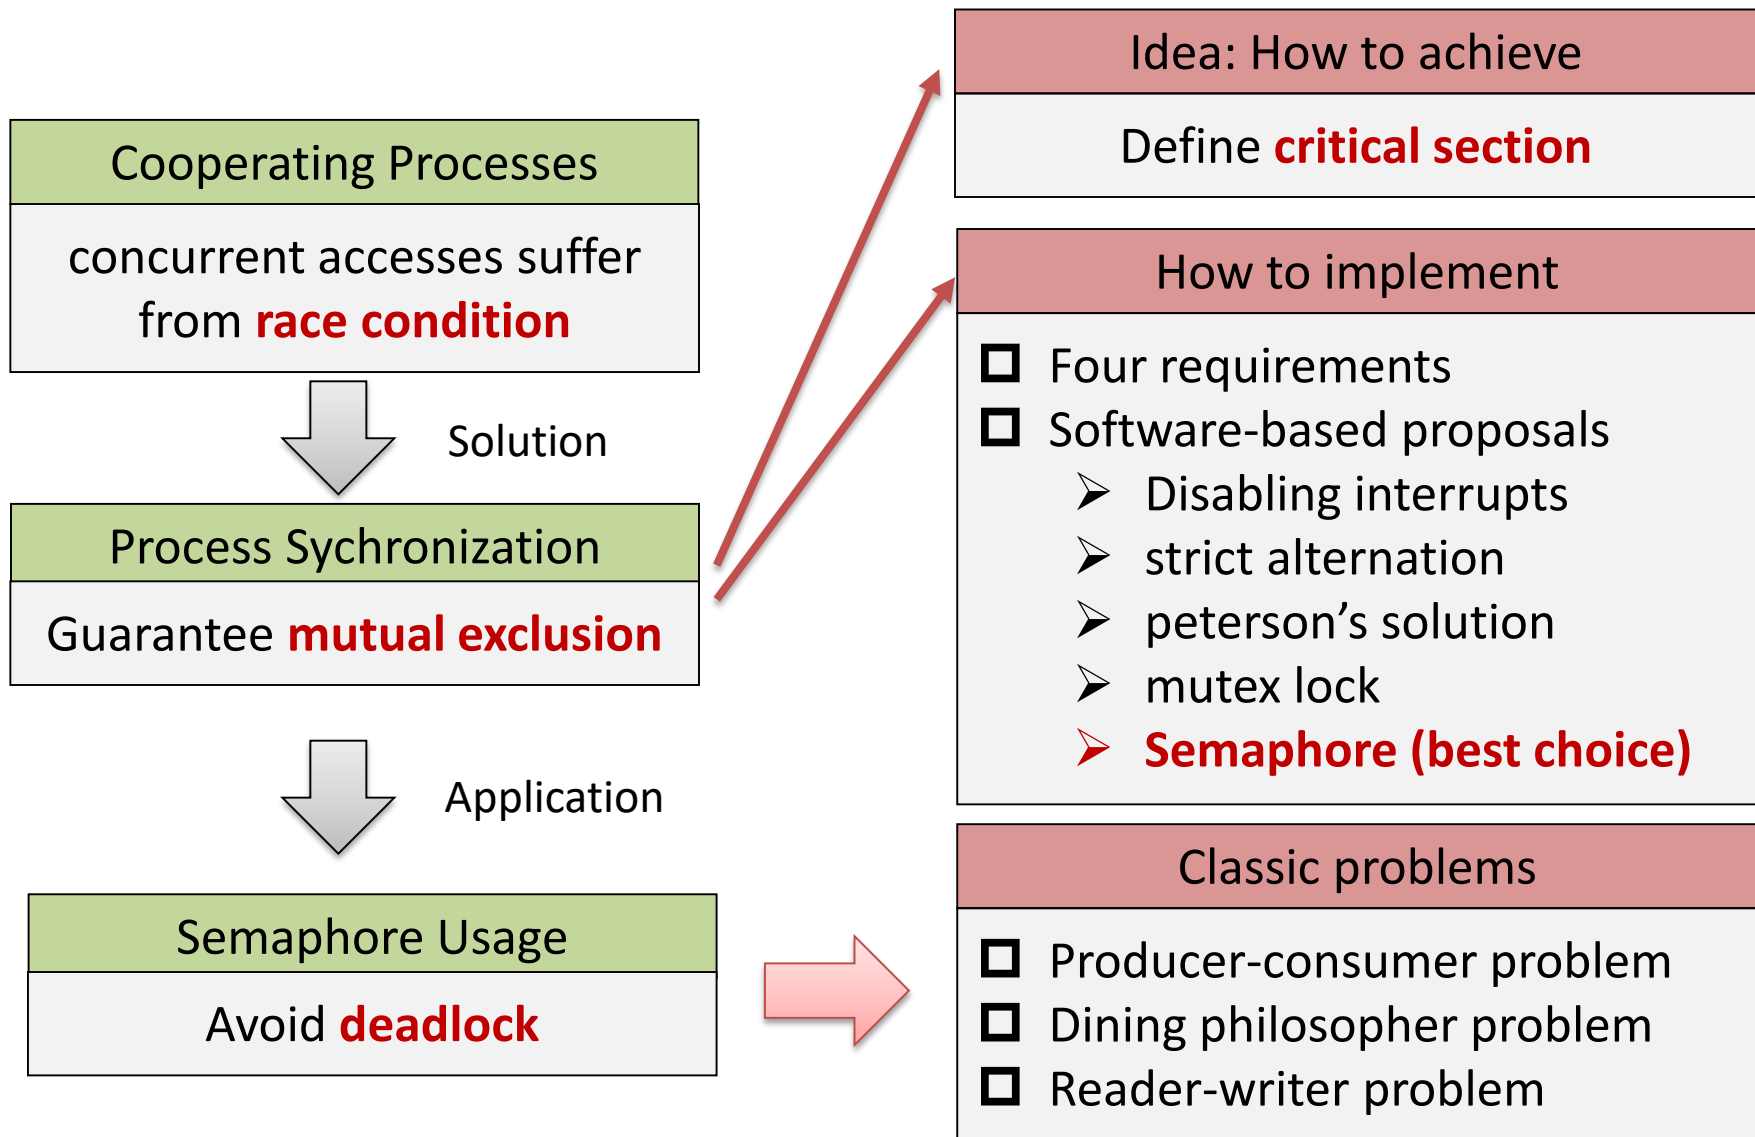 Cooperating Processes
concurrent accesses suffer
from race condition
Solution
Process Sychronization
Guarantee mutual exclusion
Application
Semaphore Usage
Avoid deadlock
Idea: How to achieve
Define critical section
How to implement
Four requirements
Software-based proposals
Disabling interrupts
strict alternation
peterson’s solution
mutex lock
Semaphore (best choice)
Classic problems
Producer-consumer problem
Dining philosopher problem
Reader-writer problem